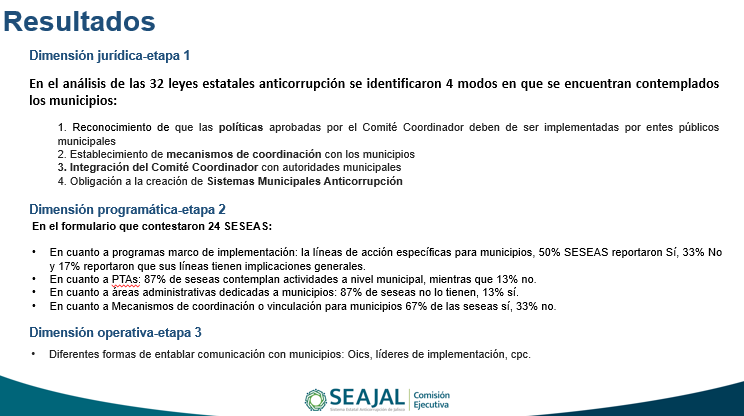 Resultados
Dimensión jurídica-etapa 1
En el análisis de las 32 leyes estatales anticorrupción se identificaron 4 modos en que se encuentran contemplados
los municipios:
1. Reconocimiento de que las políticas aprobadas por el Comité Coordinador deben de ser implementadas por entes públicos
municipales
2. Establecimiento de mecanismos de coordinación con los municipios
3. Integración del Comité Coordinador con autoridades municipales
4. Obligación a la creación de Sistemas Municipales Anticorrupción
Dimensión programática-etapa 2
En el formulario que contestaron 24 SESEAS:
• En cuanto a programas marco de implementación: la líneas de acción específicas para municipios, 50% SESEAS reportaron Sí, 33% No
y 17% reportaron que sus líneas tienen implicaciones generales.
• En cuanto a PTAs: 87% de seseas contemplan actividades a nivel municipal, mientras que 13% no.
• En cuanto a áreas administrativas dedicadas a municipios: 87% de seseas no lo tienen, 13% sí.
• En cuanto a Mecanismos de coordinación o vinculación para municipios 67% de las seseas sí, 33% no.
Dimensión operativa-etapa 3
• Diferentes formas de entablar comunicación con municipios: Oics, líderes de implementación, cpc.
SEAJAL
Sistema Estatal Anticorrupción de Jalisco
Comisión
Ejecutiva